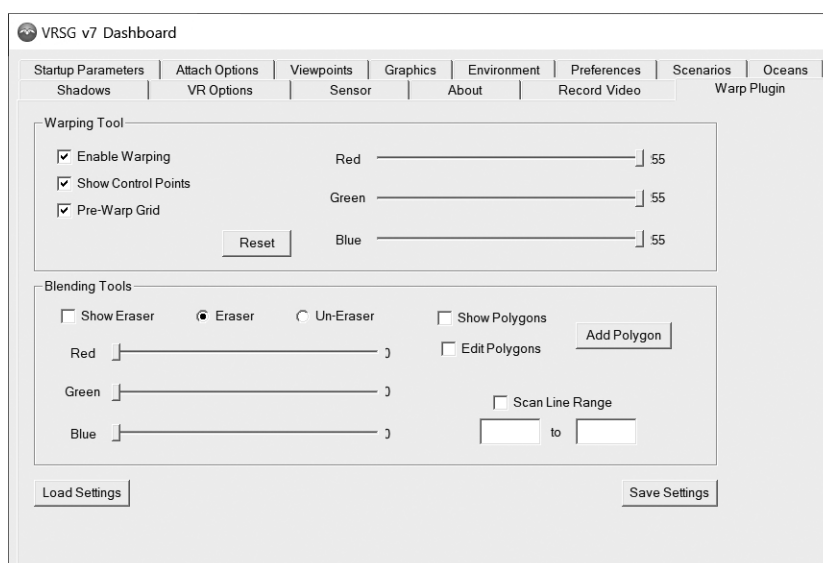 VRSG v7 Dashboard
Startup Parameters Attach Options Viewpoints Graphics Environment Preferences Scenarios Oceans
Shadows VR Options Sensor About Record Video Warp Plugin
Warping Tool
Enable Warping
Show Control Points
Pre-Warp Grid
Reset
Red 55
Green 55
Blue 55
Blending Tools
Show Eraser Eraser Un-Eraser
Red 0
Green 0
Blue 0
Show Polygons
Edit Polygons
Add Polygon
Scan Line Range
to
Load Settings
Save Settings